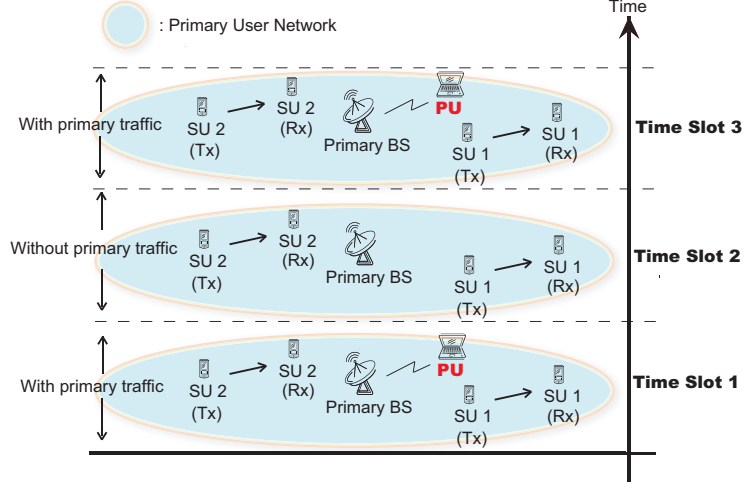 Time
: Primary User Network
With primary traffic
SU 2
(Tx)
SU 2
(Rx)
Primary BS
PU
SU 1
(Tx)
SU 1
(Rx)
Time Slot 3
Without primary traffic
SU 2
(Tx)
SU 2
(Rx)
Primary BS
SU 1
(Tx)
SU 1
(Rx)
Time Slot 2
With primary traffic
SU 2
(Tx)
SU 2
(Rx)
Primary BS
PU
SU 1
(Tx)
SU 1
(Rx)
Time Slot 1